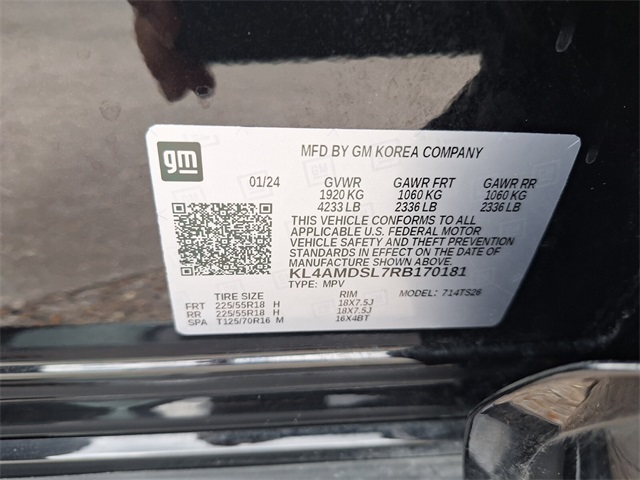 gm
MFD BY GM KOREA COMPANY
01/24 GVWR GAWR FRT GAWR RR
1920 KG 1060 KG 1060 KG
4233 LB 2336 LB 2336 LB
THIS VEHICLE CONFORMS TO ALL
APPLICABLE U.S. FEDERAL MOTOR
VEHICLE SAFETY AND THEFT PREVENTION
STANDARDS IN EFFECT ON THE DATE OF
MANUFACTURE SHOWN ABOVE.
KL4AMDSL7RB170181
TYPE: MPV MODEL: 714TS26
TIRE SIZE RIM
FRT 225/55R18 H 18X7.5J
RR 225/55R18 H 18X7.5J
SPA T125/70R16 M 16X4BT